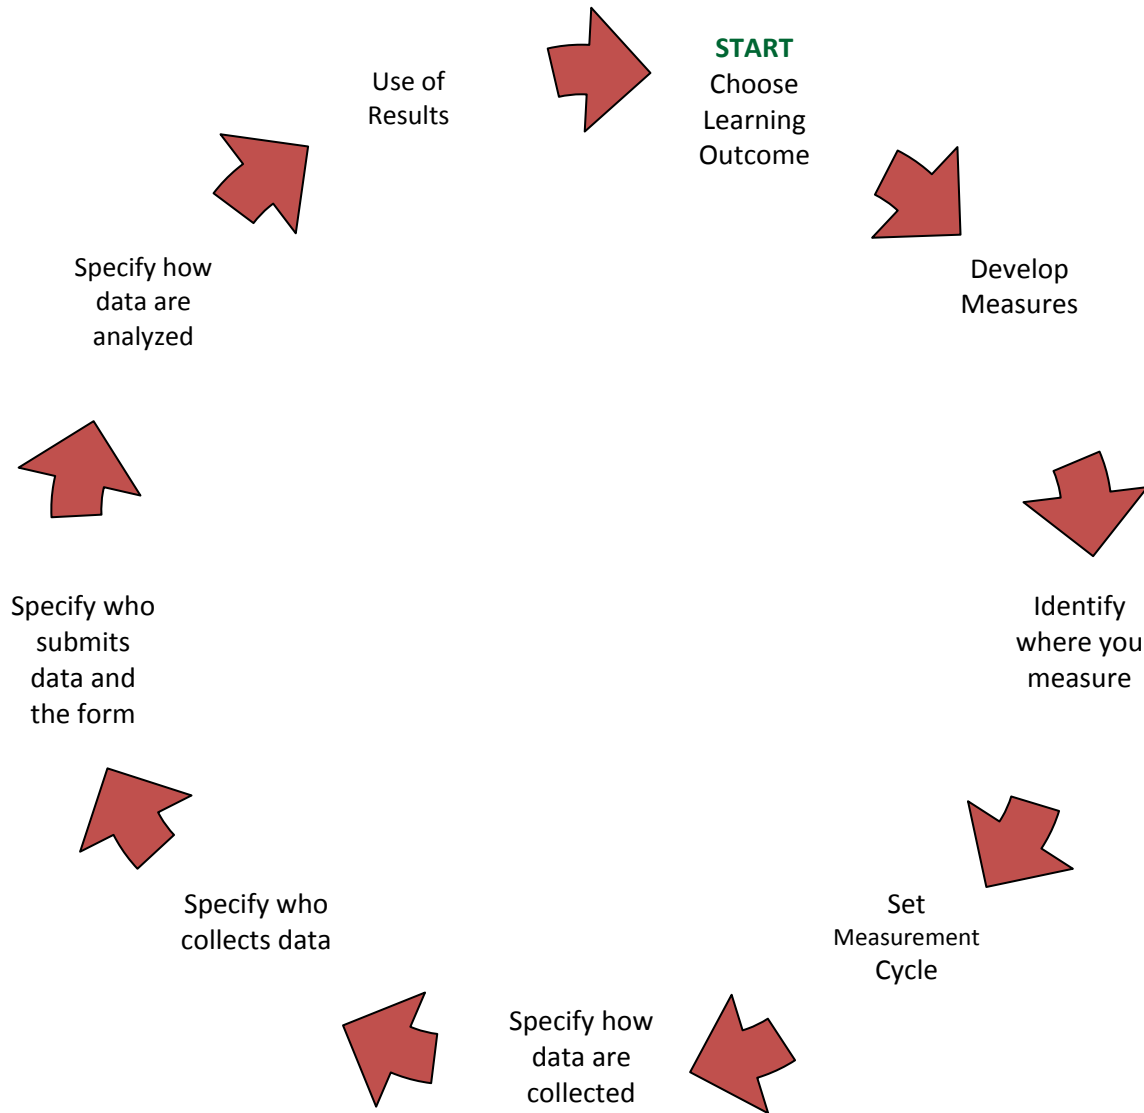 START
Choose
Learning
Outcome
Develop
Measures
Identify
where you
measure
Set
Measurement
Cycle
Specify how
data are
collected
Specify who
collects data
Specify who
submits
data and
the form
Specify how
data are
analyzed
Use of
Results